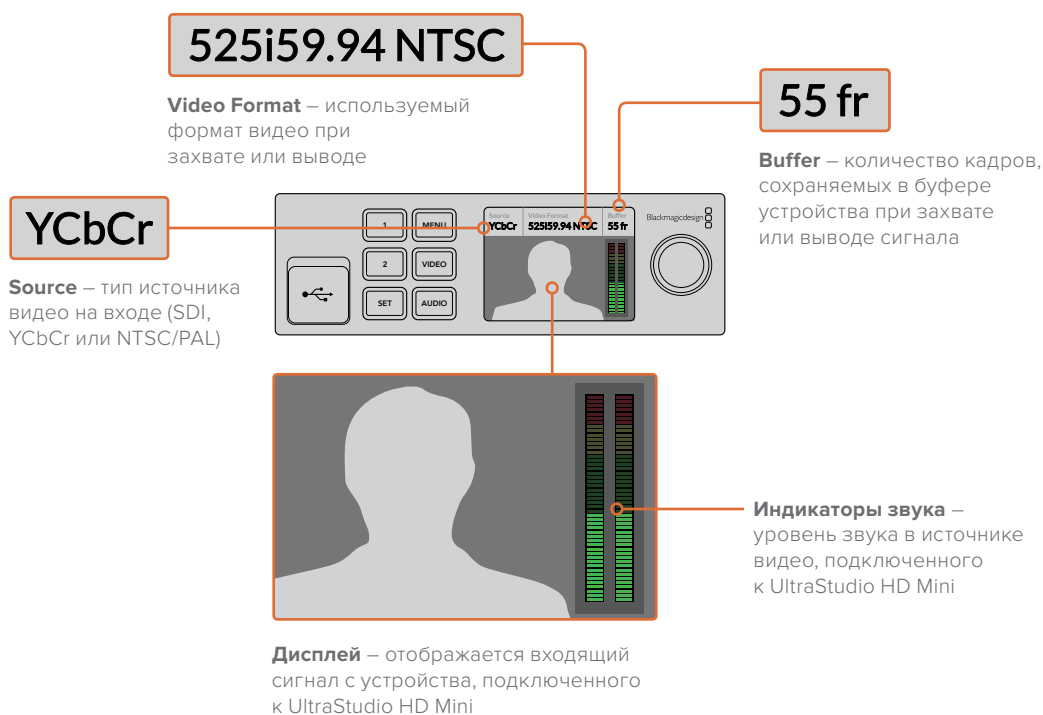 525i59.94 NTSC
Video Format – используемый
формат видео при
захвате или выводе
55 fr
Buffer – количество кадров,
сохраняемых в буфере
устройства при захвате
или выводе сигнала
YCbCr
Source – тип источника
видео на входе (SDI,
YCbCr или NTSC/PAL)
1 MENU
2 VIDEO
SET AUDIO
Source Video Format Buffer
YCbCr 525I59.94 NTSC 55 fr
Blackmagicdesign
Индикаторы звука –
уровень звука в источнике
видео, подключенного
к UltraStudio HD Mini
Дисплей – отображается входящий
сигнал с устройства, подключенного
к UltraStudio HD Mini